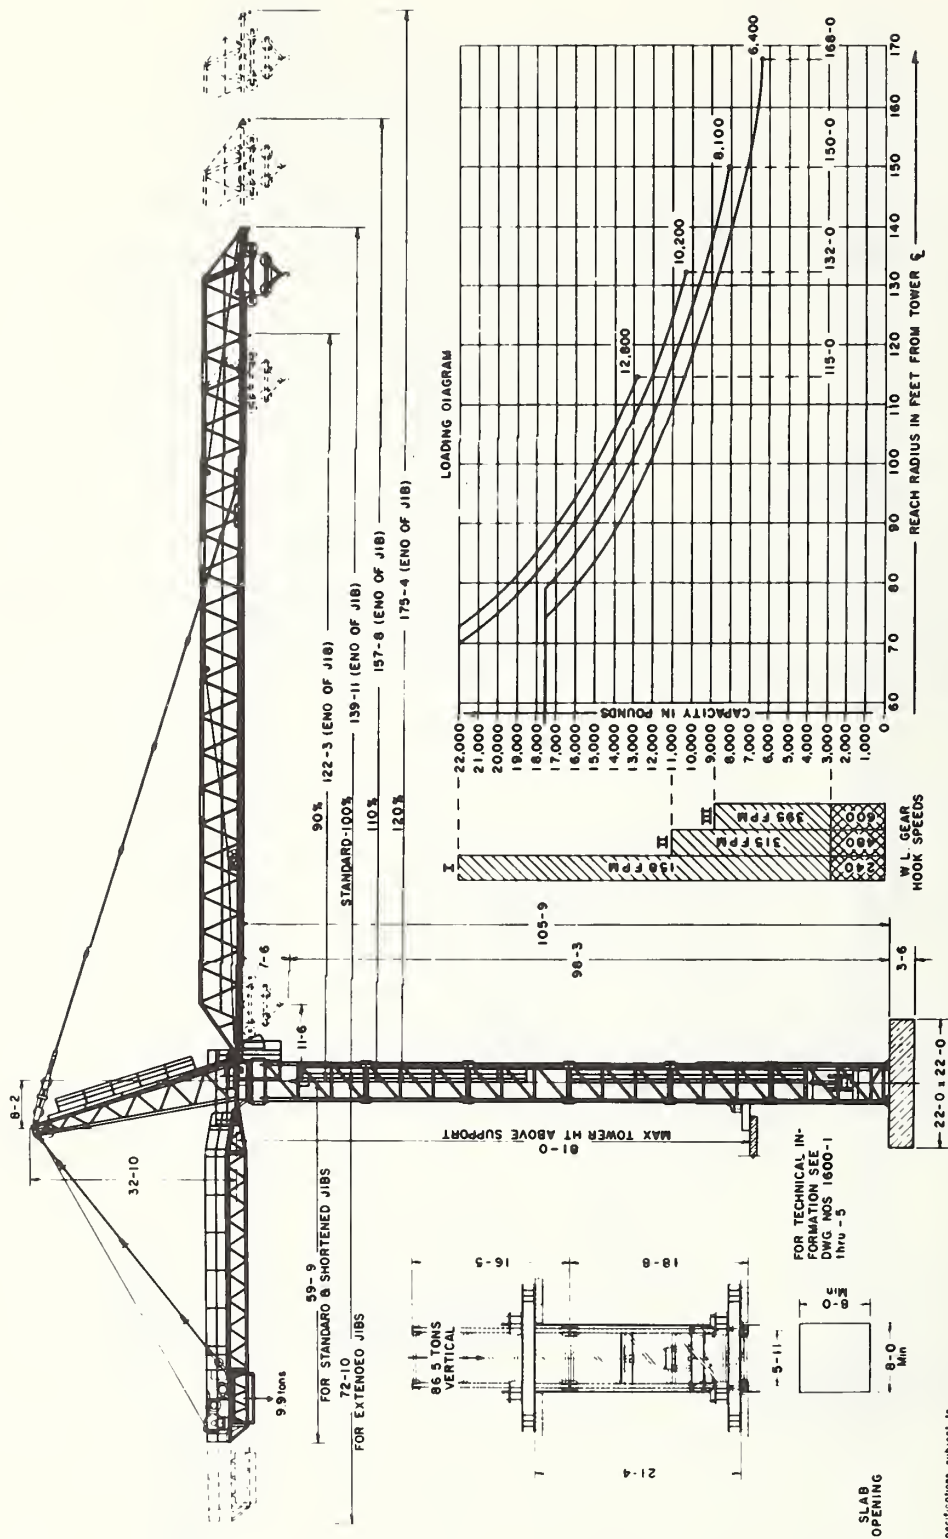 8-2
32-10
9.9 tons
59-9
FOR STANDARD & SHORTENED JIBS
72-10
FOR EXTENDED JIBS
90%
122-3 (END OF JIB)
STANDARD-100%
139-11 (END OF JIB)
110%
157-8 (END OF JIB)
120%
175-4 (END OF JIB)
7-6
11-6
81-0
MAX TOWER HT ABOVE SUPPORT
98-3
105-9
3-6
22-0 x 22-0
86.5 TONS
VERTICAL
16-5
18-8
21-4
5-11
8-0
Min
8-0
Min
SLAB
OPENING
FOR TECHNICAL IN-
FORMATION SEE
DWG NOS 1600-1
thru -5
LOADING DIAGRAM
I
II
III
158 FPM
315 FPM
395 FPM
240
480
600
W.L. GEAR
HOOK SPEEDS
22,000
21,000
20,000
19,000
18,000
17,000
16,000
15,000
14,000
13,000
12,000
11,000
10,000
9,000
8,000
7,000
6,000
5,000
4,000
3,000
2,000
1,000
0
CAPACITY IN POUNDS
12,800
10,200
8,100
6,400
115-0
132-0
150-0
168-0
60 70 80 90 100 110 120 130 140 150 160 170
REACH RADIUS IN FEET FROM TOWER ℄
subject to